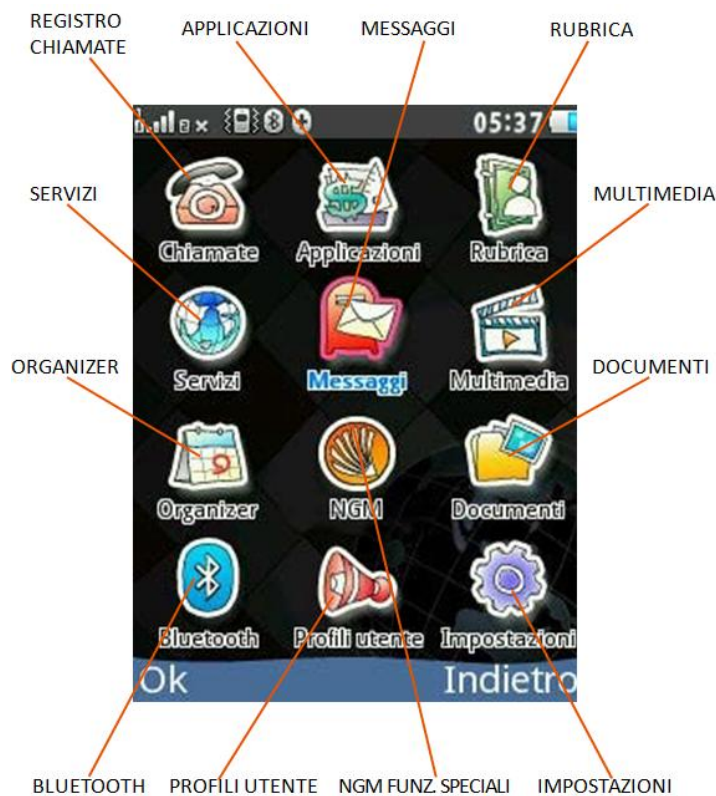 REGISTRO
CHIAMATE
APPLICAZIONI
MESSAGGI
RUBRICA
05:37
SERVIZI
MULTIMEDIA
Chiamate
Applicazioni
Rubrica
ORGANIZER
DOCUMENTI
Servizi
Messaggi
Multimedia
Organizer
NGM
Documenti
Bluetooth
Profili utente
Impostazioni
Ok
Indietro
BLUETOOTH
PROFILI UTENTE
NGM FUNZ. SPECIALI
IMPOSTAZIONI